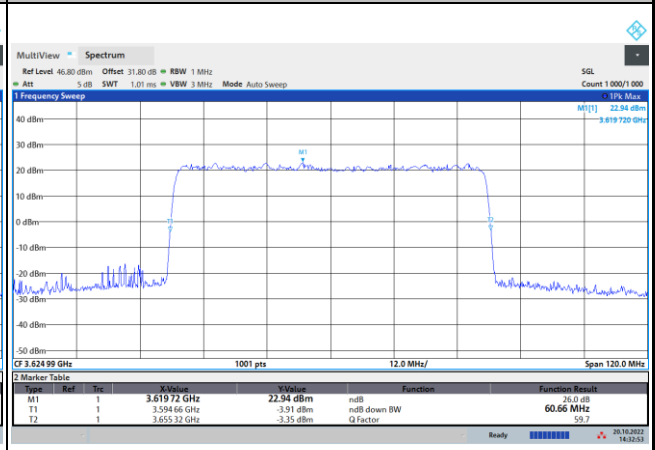 MultiView Spectrum
Ref Level 46.80 dBm Offset 31.80 dB RBW 1 MHz SGL
Att 5 dB SWT 1.01 ms VBW 3 MHz Mode Auto Sweep Count 1 000/1 000
1 Frequency Sweep 1Pk Max
M1[1] 22.94 dBm
3.619 720 GHz
40 dBm
30 dBm
M1
20 dBm
10 dBm
0 dBm
-10 dBm
-20 dBm
-30 dBm
-40 dBm
-50 dBm
CF 3.624 99 GHz 1001 pts 12.0 MHz/ Span 120.0 MHz
2 Marker Table
Type Ref Trc X-Value Y-Value Function Function Result
M1 1 3.619 72 GHz 22.94 dBm ndB 26.0 dB
T1 1 3.594 66 GHz -3.91 dBm ndB down BW 60.66 MHz
T2 1 3.655 32 GHz -3.35 dBm Q Factor 59.7
Ready 20.10.2022
14:32:53